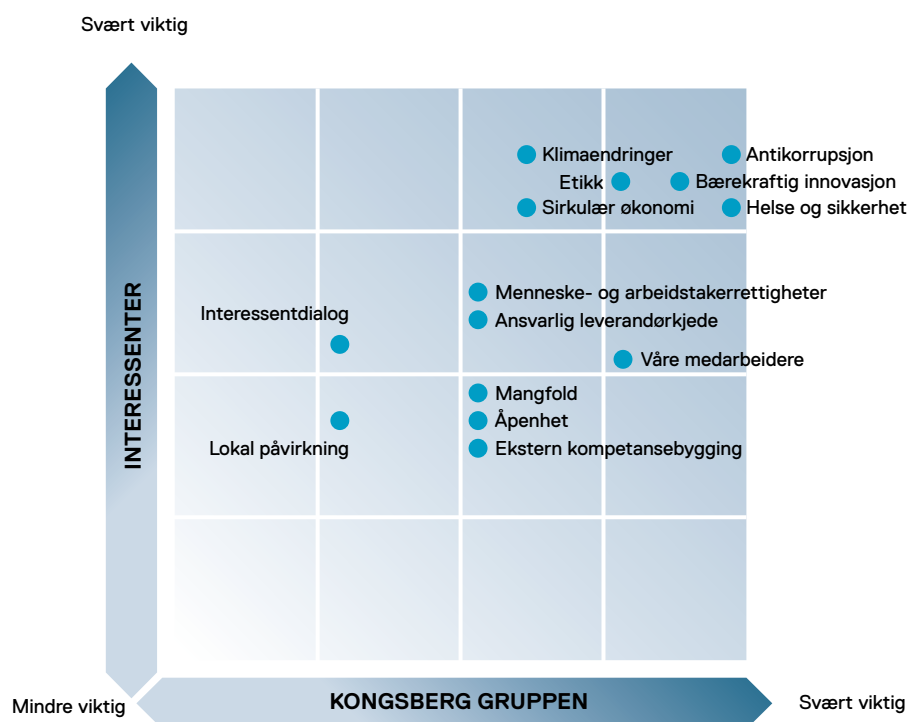 Svært viktig
Klimaendringer
Antikorrupsjon
Etikk
Bærekraftig innovasjon
Sirkulær økonomi
Helse og sikkerhet
INTERESSENTER
Menneske- og arbeidstakerrettigheter
Interessentdialog
Ansvarlig leverandørkjede
Våre medarbeidere
Mangfold
Åpenhet
Lokal påvirkning
Ekstern kompetansebygging
Mindre viktig
KONGSBERG GRUPPEN
Svært viktig